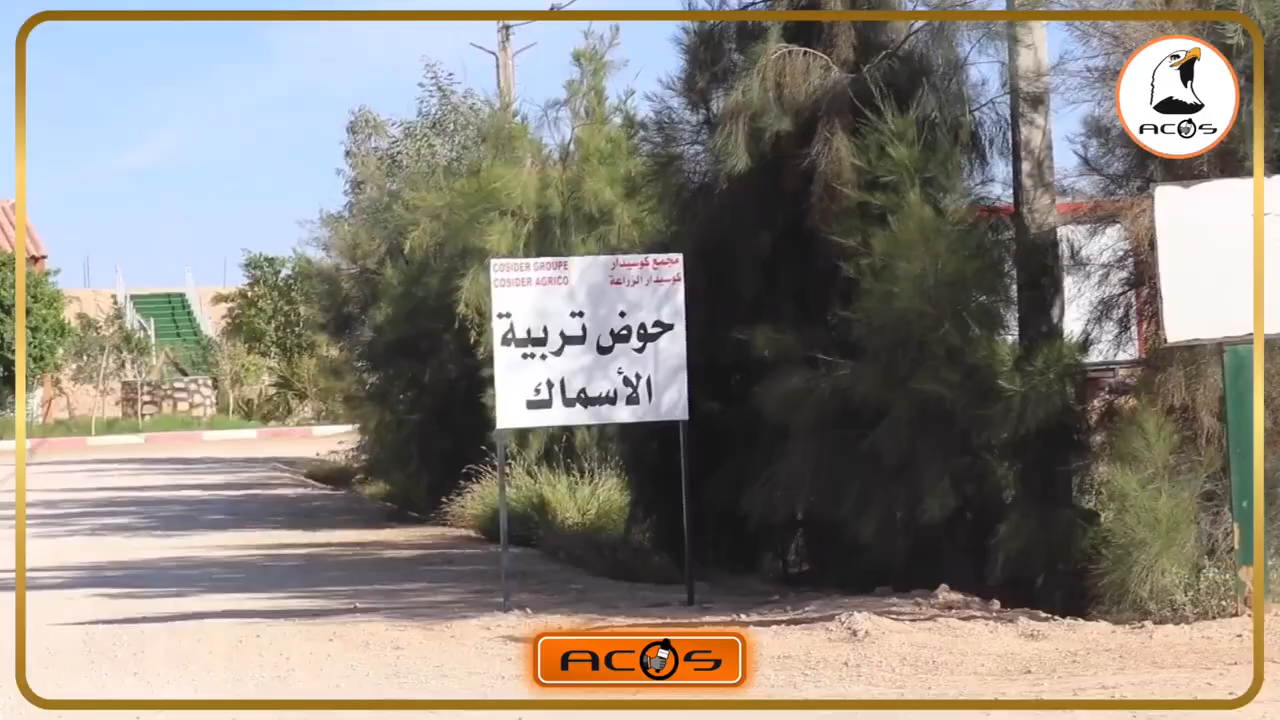 ACOS
COSIDER GROUPE مجمع كوسيدار
COSIDER AGRICO كوسيدار الزراعة
حوض تربية
الأسماك
ACOS